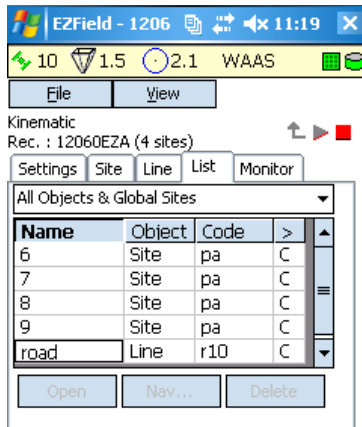 EZField - 1206 11:19
10 1.5 2.1 WAAS
File View
Kinematic
Rec. : 12060EZA (4 sites)
Settings Site Line List Monitor
All Objects & Global Sites
Name Object Code >
6 Site pa C
7 Site pa C
8 Site pa C
9 Site pa C
road Line r10 C
Open Nav... Delete